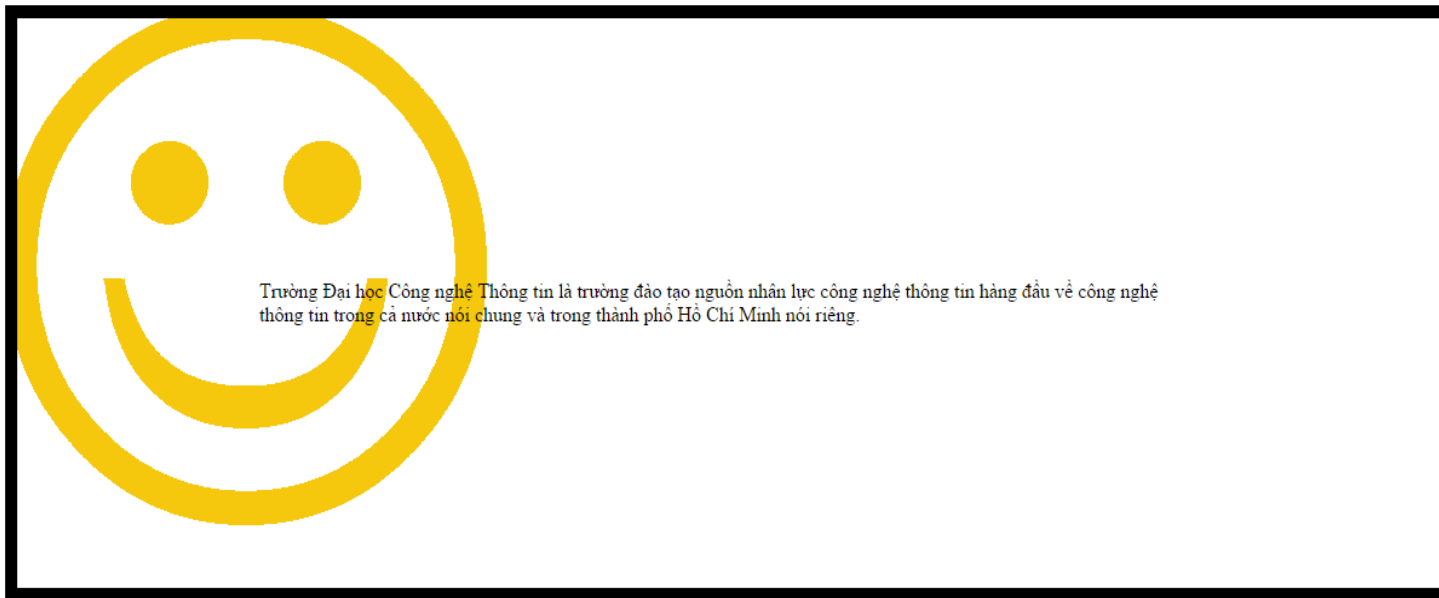 Trường Đại học Công nghệ Thông tin là trường đào tạo nguồn nhân lực công nghệ thông tin hàng đầu về công nghệ
thông tin trong cả nước nói chung và trong thành phố Hồ Chí Minh nói riêng.